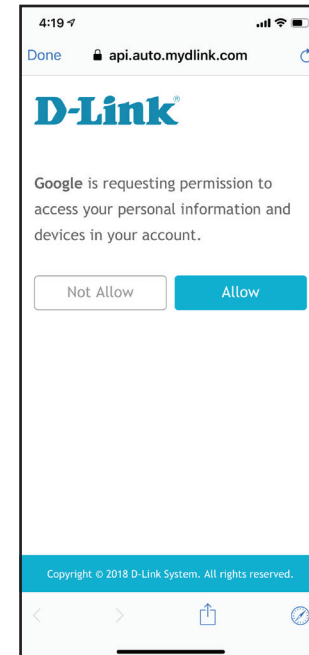 4:19
Done api.auto.mydlink.com
D-Link®
Google is requesting permission to
access your personal information and
devices in your account.
Not Allow Allow
Copyright © 2018 D-Link System. All rights reserved.